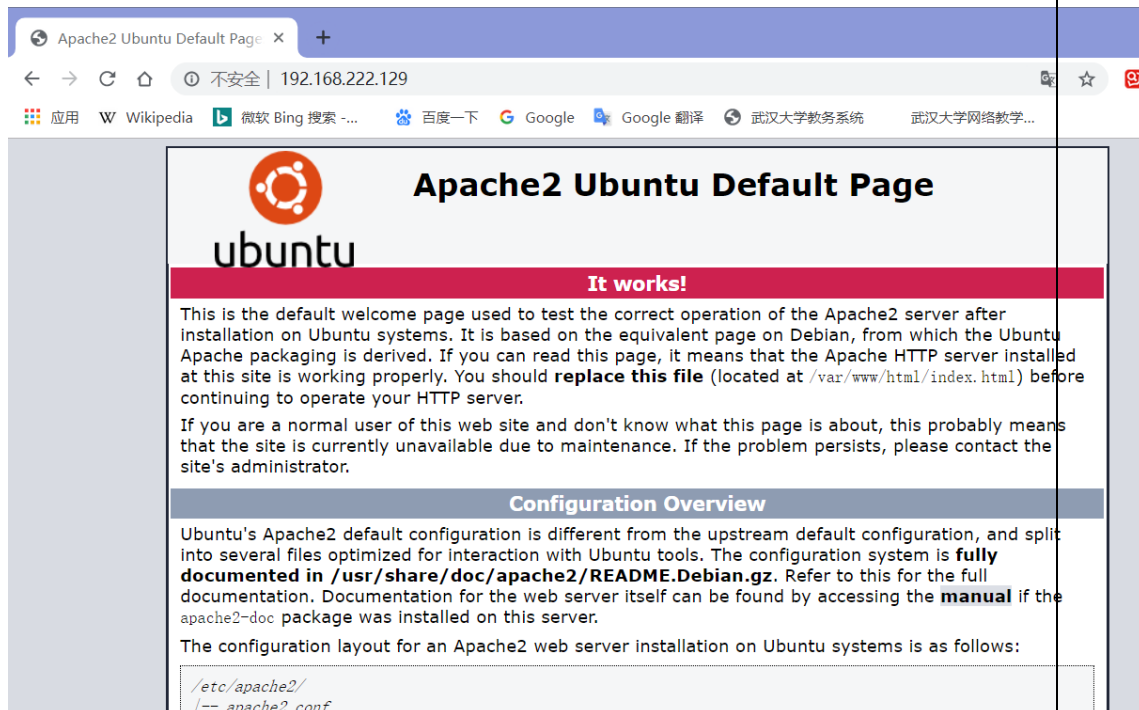 Apache2 Ubuntu Default Page
不安全 | 192.168.222.129
应用 Wikipedia 微软 Bing 搜索 -... 百度一下 Google Google 翻译 武汉大学教务系统 武汉大学网络教学...
ubuntu
Apache2 Ubuntu Default Page
It works!
This is the default welcome page used to test the correct operation of the Apache2 server after
installation on Ubuntu systems. It is based on the equivalent page on Debian, from which the Ubuntu
Apache packaging is derived. If you can read this page, it means that the Apache HTTP server installed
at this site is working properly. You should replace this file (located at /var/www/html/index.html) before
continuing to operate your HTTP server.
If you are a normal user of this web site and don't know what this page is about, this probably means
that the site is currently unavailable due to maintenance. If the problem persists, please contact the
site's administrator.
Configuration Overview
Ubuntu's Apache2 default configuration is different from the upstream default configuration, and split
into several files optimized for interaction with Ubuntu tools. The configuration system is fully
documented in /usr/share/doc/apache2/README.Debian.gz. Refer to this for the full
documentation. Documentation for the web server itself can be found by accessing the manual if the
apache2-doc package was installed on this server.
The configuration layout for an Apache2 web server installation on Ubuntu systems is as follows:
/etc/apache2/
|-- apache2.conf